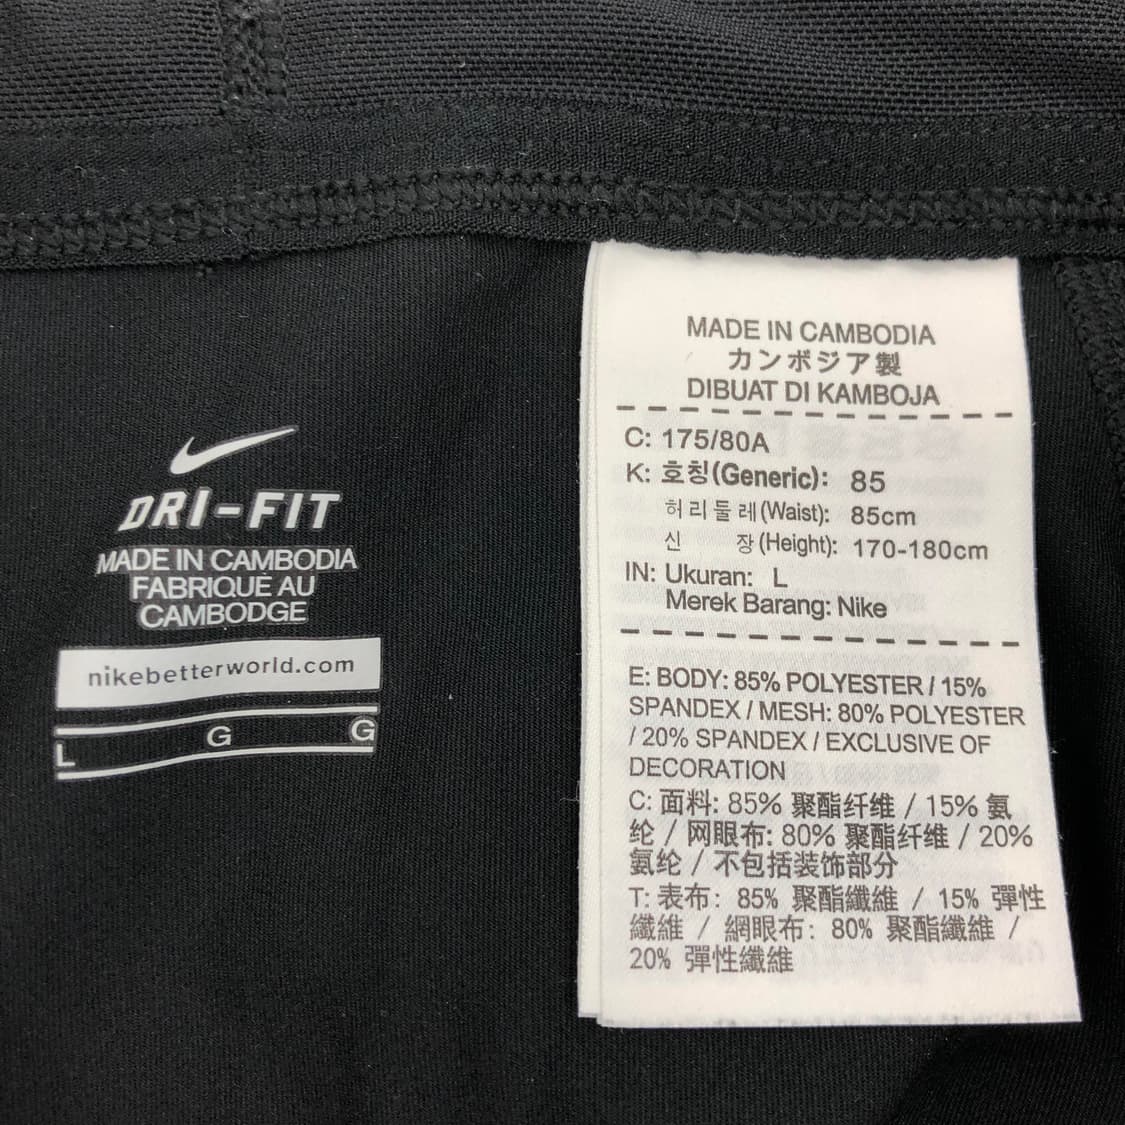 DRI-FIT
MADE IN CAMBODIA
FABRIQUÉ AU
CAMBODGE
nikebetterworld.com
L G G
MADE IN CAMBODIA
カンボジア製
DIBUAT DI KAMBOJA
C: 175/80A
K: 호칭(Generic): 85
허리둘레(Waist): 85cm
신 장(Height): 170-180cm
IN: Ukuran: L
Merek Barang: Nike
E: BODY: 85% POLYESTER / 15%
SPANDEX / MESH: 80% POLYESTER
/ 20% SPANDEX / EXCLUSIVE OF
DECORATION
C: 面料: 85% 聚酯纤维 / 15% 氨
纶 / 网眼布: 80% 聚酯纤维 / 20%
氨纶 / 不包括装饰部分
T: 表布: 85% 聚酯纖維 / 15% 彈性
纖維 / 網眼布: 80% 聚酯纖維 /
20% 彈性纖維